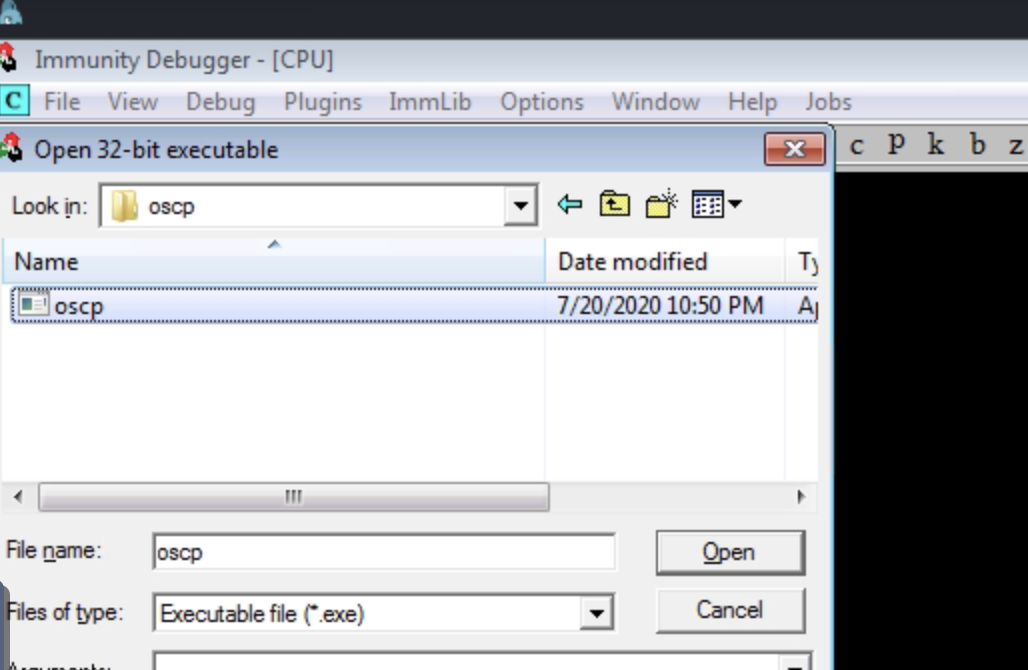 Immunity Debugger - [CPU]
C File View Debug Plugins ImmLib Options Window Help Jobs
Open 32-bit executable
c p k b z
Look in: oscp
Name Date modified Ty
oscp 7/20/2020 10:50 PM Ap
File name: oscp Open
Files of type: Executable file (*.exe) Cancel
Arguments: